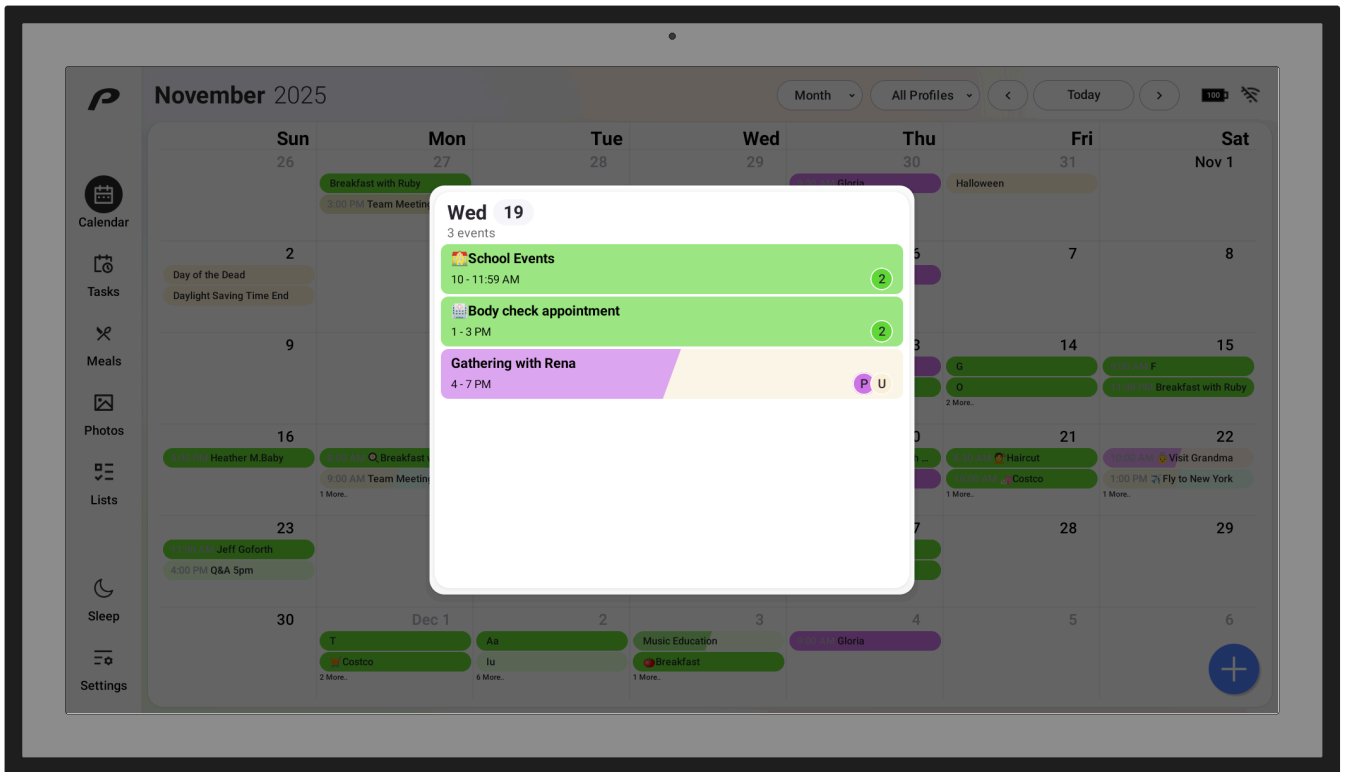 November 2025
Month
All Profiles
Today
100
Sun Mon Tue Wed Thu Fri Sat
26 27 28 29 30 31 Nov 1
Breakfast with Ruby
Gloria
Halloween
3:00 PM Team Meetin
Calendar
Wed 19
3 events
School Events
10 - 11:59 AM
2
Body check appointment
1 - 3 PM
2
Gathering with Rena
4 - 7 PM
P U
2
7
8
Day of the Dead
Daylight Saving Time End
Tasks
Meals
9
14
15
G
F
O
Breakfast with Ruby
2 More..
Photos
16
21
22
Heather M.Baby
Breakfast
Haircut
Visit Grandma
9:00 AM Team Meetin
Costco
1:00 PM Fly to New York
1 More..
1 More..
1 More..
Lists
23
28
29
Jeff Goforth
4:00 PM Q&A 5pm
Sleep
30 Dec 1 2 3 4 5 6
T
Aa
Music Education
Gloria
Costco
Iu
Breakfast
2 More..
6 More..
1 More..
Settings